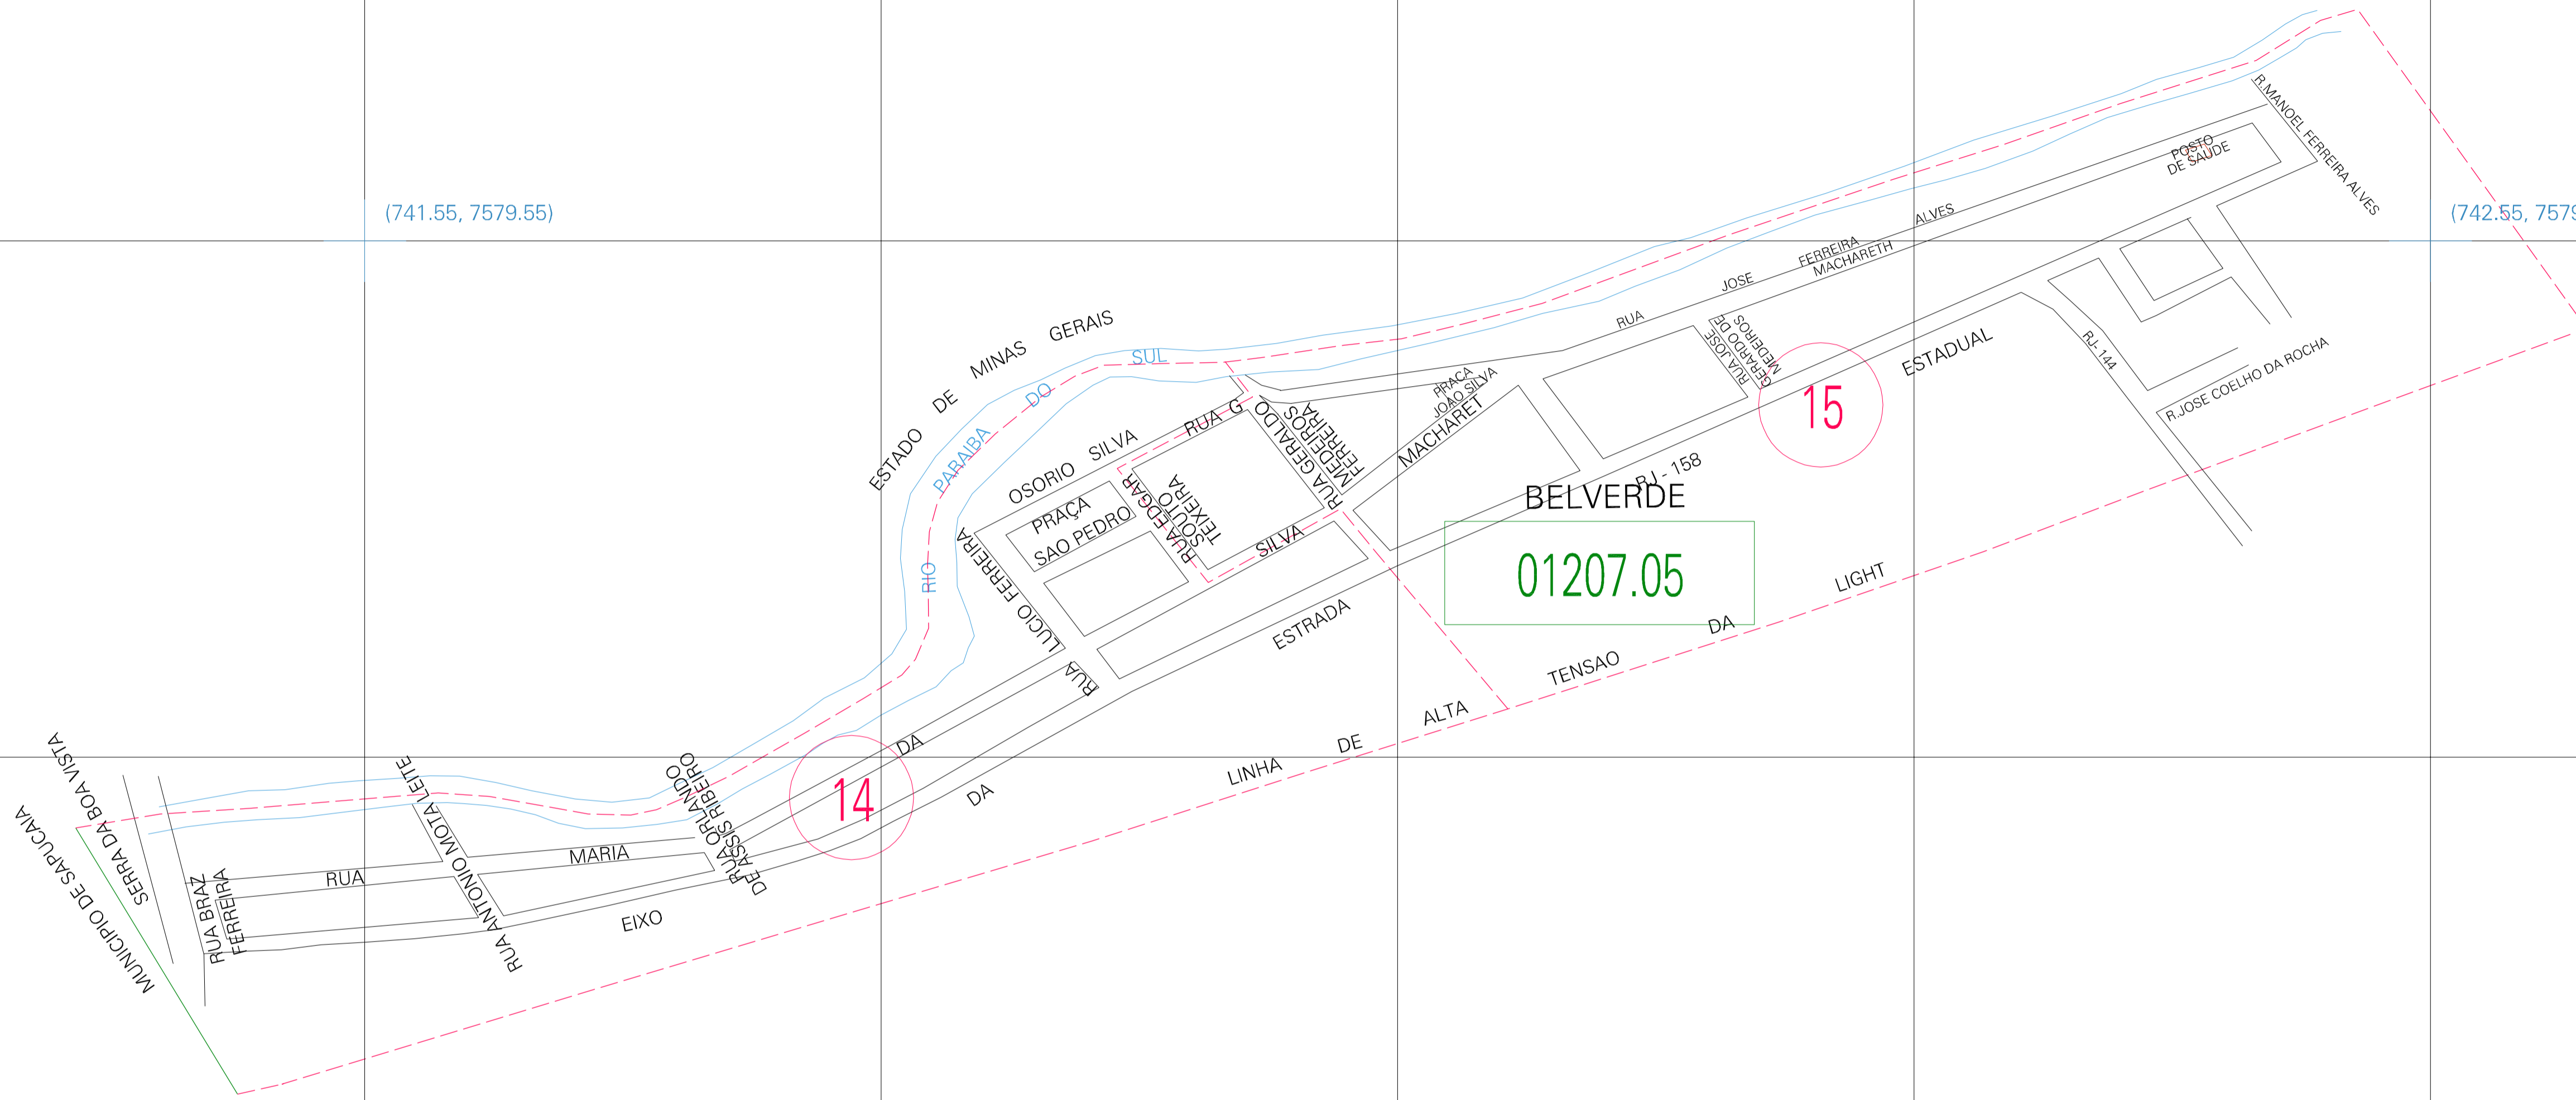 (741.55, 7579.55)
(742.55, 7579
ESTADO DE MINAS GERAIS
RIO PARAIBA DO SUL
R.MANOEL FERREIRA ALVES
POSTO
DE SAUDE
RUA JOSE FERREIRA ALVES
MACHARETH
RUA JOSE
GERARDO DE
MEDEIROS
RJ- 144
R.JOSE COELHO DA ROCHA
ESTADUAL
15
RJ - 158
BELVERDE
01207.05
PRAÇA
JOAO SILVA
MACHARET
RUA GERALDO
MEDEIROS
FERREIRA
RUA G
OSORIO SILVA
PRAÇA
SAO PEDRO
RUA EDGAR
SOUTO
TEIXEIRA
SILVA
LUCIO FERREIRA
RUA
ESTRADA
DA
DA
14
LINHA DE ALTA TENSAO DA LIGHT
RUA ORLANDO
DE ASSIS RIBEIRO
MARIA
RUA
EIXO
RUA ANTONIO MOTA LEITE
RUA BRAZ
FERREIRA
SERRA DA BOA VISTA
MUNICIPIO DE SAPUCAIA